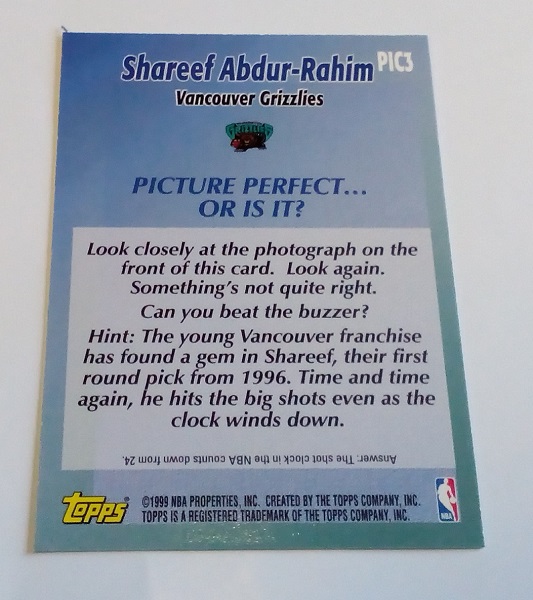 Shareef Abdur-Rahim PIC3
Vancouver Grizzlies
GRIZZLIES
PICTURE PERFECT...
OR IS IT?
Look closely at the photograph on the
front of this card. Look again.
Something's not quite right.
Can you beat the buzzer?
Hint: The young Vancouver franchise
has found a gem in Shareef, their first
round pick from 1996. Time and time
again, he hits the big shots even as the
clock winds down.
Answer: The shot clock in the NBA counts down from 24.
Topps®
©1999 NBA PROPERTIES, INC. CREATED BY THE TOPPS COMPANY, INC.
TOPPS IS A REGISTERED TRADEMARK OF THE TOPPS COMPANY, INC.
NBA